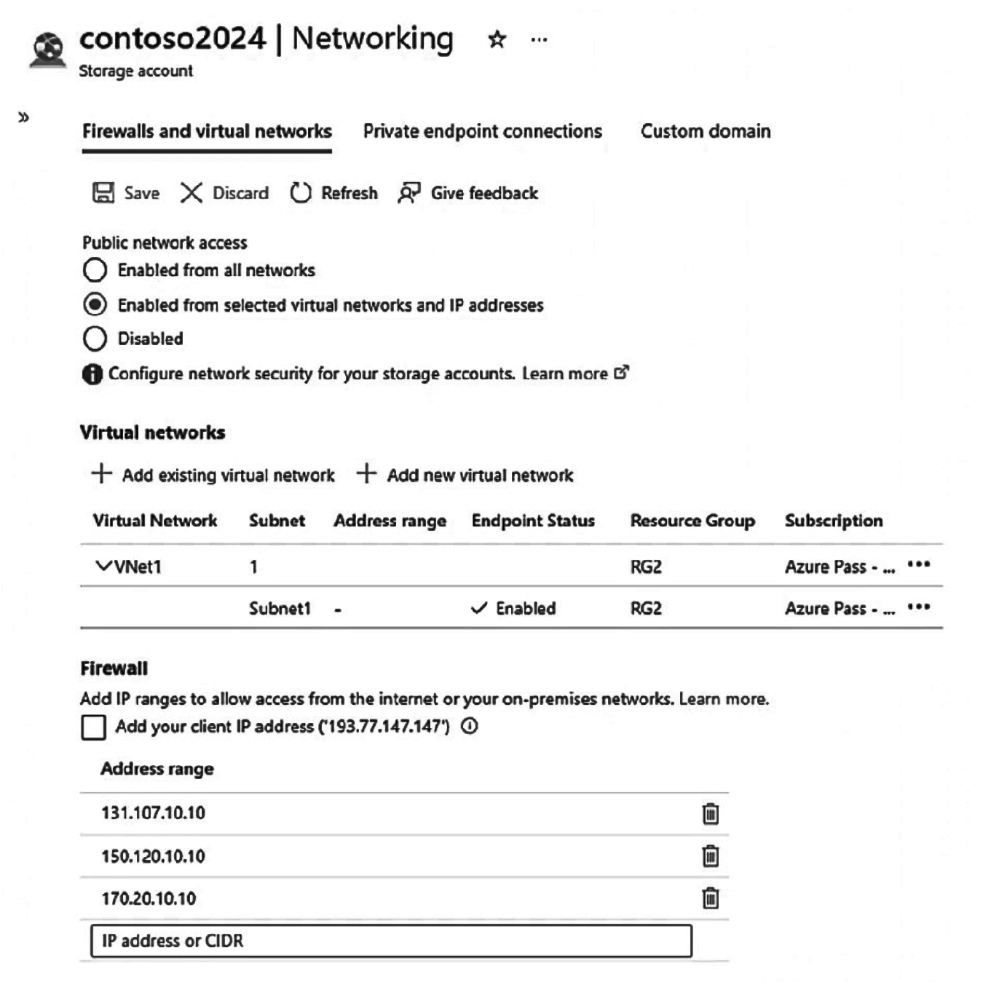 contoso2024 | Networking ☆ ...
Storage account
»
Firewalls and virtual networks Private endpoint connections Custom domain
Save Discard Refresh Give feedback
Public network access
Enabled from all networks
Enabled from selected virtual networks and IP addresses
Disabled
Configure network security for your storage accounts. Learn more
Virtual networks
+ Add existing virtual network + Add new virtual network
Virtual Network Subnet Address range Endpoint Status Resource Group Subscription
VNet1 1 RG2 Azure Pass - ... •••
Subnet1 - ✓ Enabled RG2 Azure Pass - ... •••
Firewall
Add IP ranges to allow access from the internet or your on-premises networks. Learn more.
Add your client IP address ('193.77.147.147')
Address range
131.107.10.10
150.120.10.10
170.20.10.10
IP address or CIDR